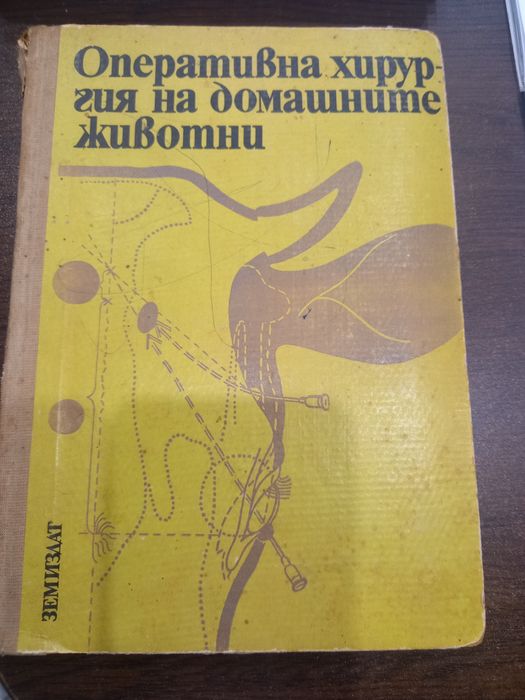 Оперативна хирур-
гия на домашните
животни
ЗЕМИЗДАТ